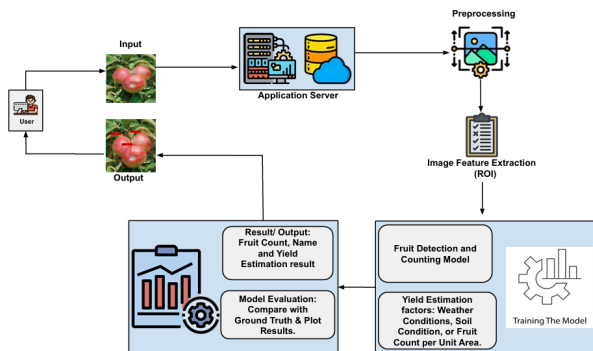 Preprocessing
Input
Application Server
User
Output
Image Feature Extraction
(ROI)
Result/ Output:
Fruit Count, Name
and Yield
Estimation result
Model Evaluation:
Compare with
Ground Truth & Plot
Results.
Fruit Detection and
Counting Model
Yield Estimation
factors: Weather
Conditions, Soil
Condition, or Fruit
Count per Unit Area.
Training The Model